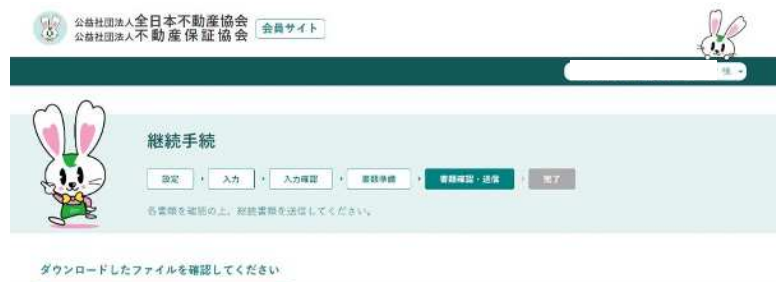 公益社団法人全日本不動産協会
公益社団法人不動産保証協会
会員サイト
様
継続手続
設定
入力
入力確認
書類準備
書類確認・送信
完了
各書類を確認の上、継続書類を送信してください。
ダウンロードしたファイルを確認してください